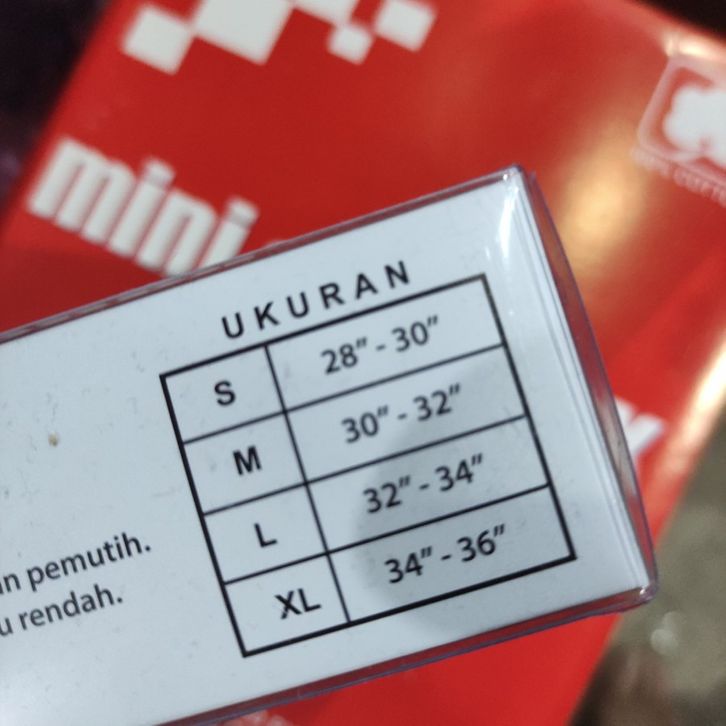 mini
UKURAN
S 28" - 30"
M 30" - 32"
L 32" - 34"
XL 34" - 36"
pemutih.
rendah.